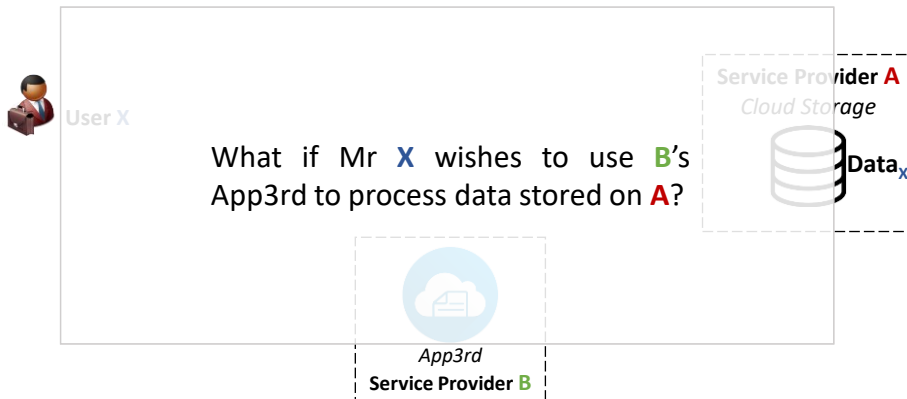 Service Provider A
Cloud Storage
User X
DataX
What if Mr X wishes to use B's
App3rd to process data stored on A?
App3rd
Service Provider B